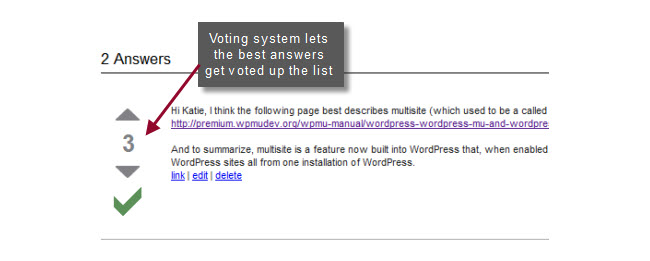 Voting system lets
the best answers
get voted up the list
2 Answers
3
Hi Katie, I think the following page best describes multisite (which used to be a called
http://premium.wpmudev.org/wpmu-manual/wordpress-wordpress-mu-and-wordpre
And to summarize, multisite is a feature now built into WordPress that, when enabled
WordPress sites all from one installation of WordPress.
link | edit | delete